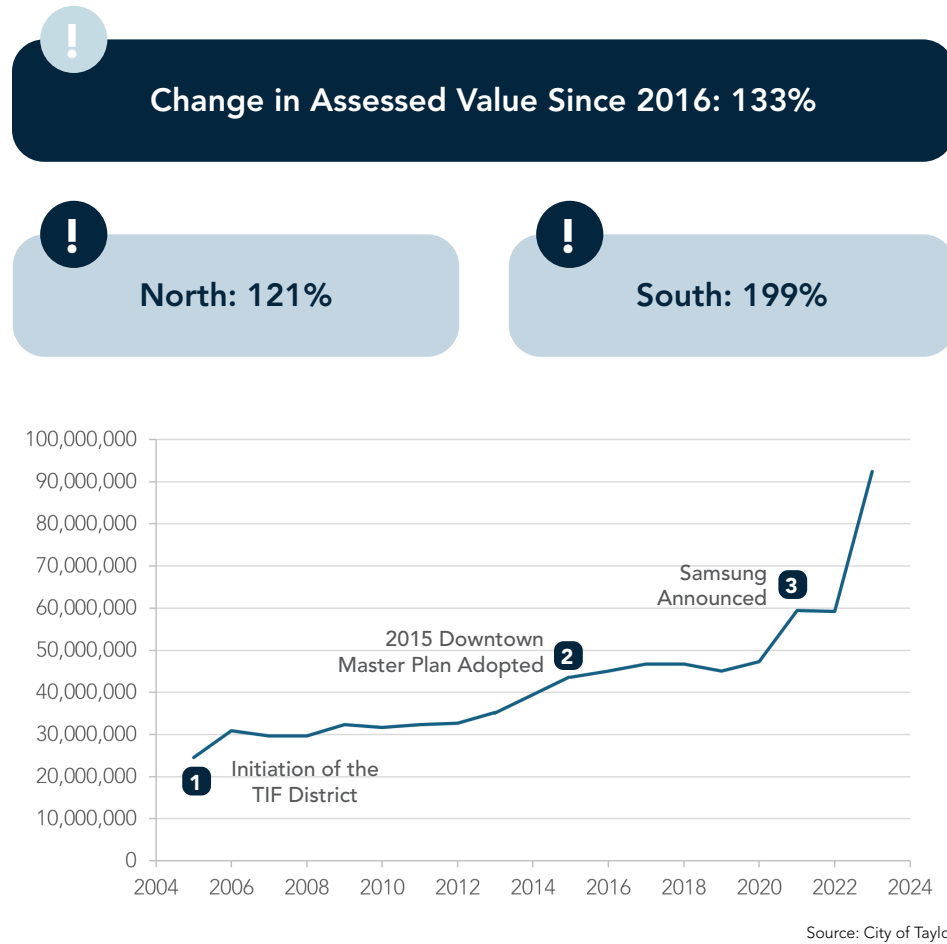 !
Change in Assessed Value Since 2016: 133%
!
!
North: 121%
South: 199%
100,000,000
90,000,000
80,000,000
70,000,000
60,000,000
50,000,000
40,000,000
30,000,000
20,000,000
10,000,000
0
Samsung
Announced
3
2015 Downtown
Master Plan Adopted
2
1
Initiation of the
TIF District
2004 2006 2008 2010 2012 2014 2016 2018 2020 2022 2024
Source: City of